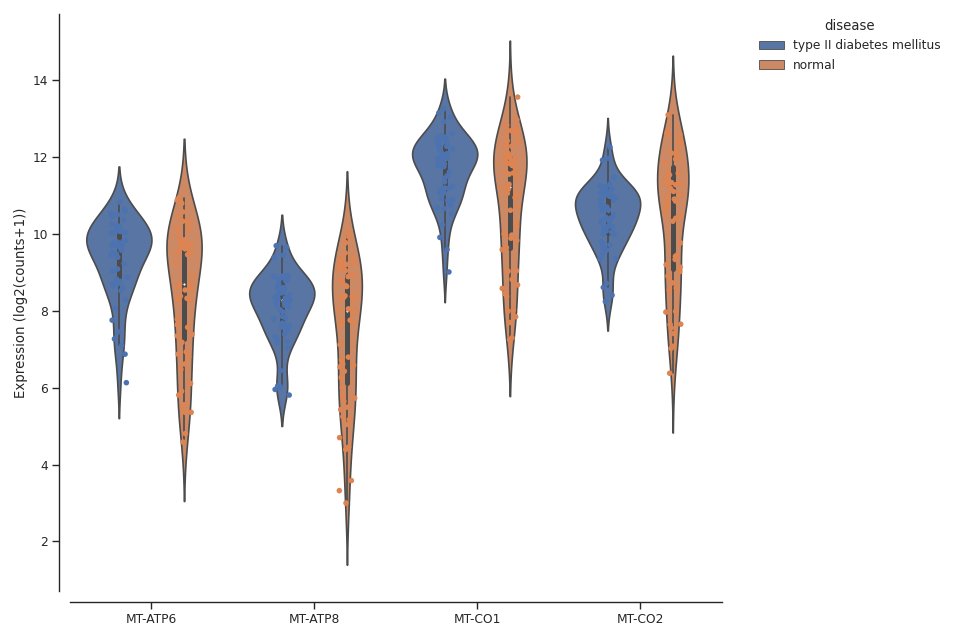 disease
type II diabetes mellitus
normal
Expression (log2(counts+1))
14
12
10
8
6
4
2
MT-ATP6
MT-ATP8
MT-CO1
MT-CO2